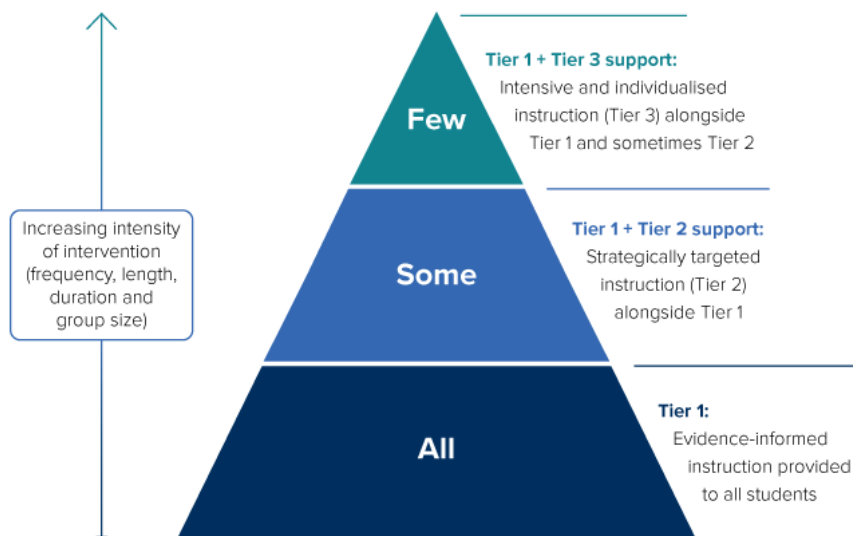 Tier 1 + Tier 3 support:
Intensive and individualised
instruction (Tier 3) alongside
Tier 1 and sometimes Tier 2
Few
Increasing intensity
of intervention
(frequency, length,
duration and
group size)
Tier 1 + Tier 2 support:
Strategically targeted
instruction (Tier 2)
alongside Tier 1
Some
Tier 1:
Evidence-informed
instruction provided
to all students
All